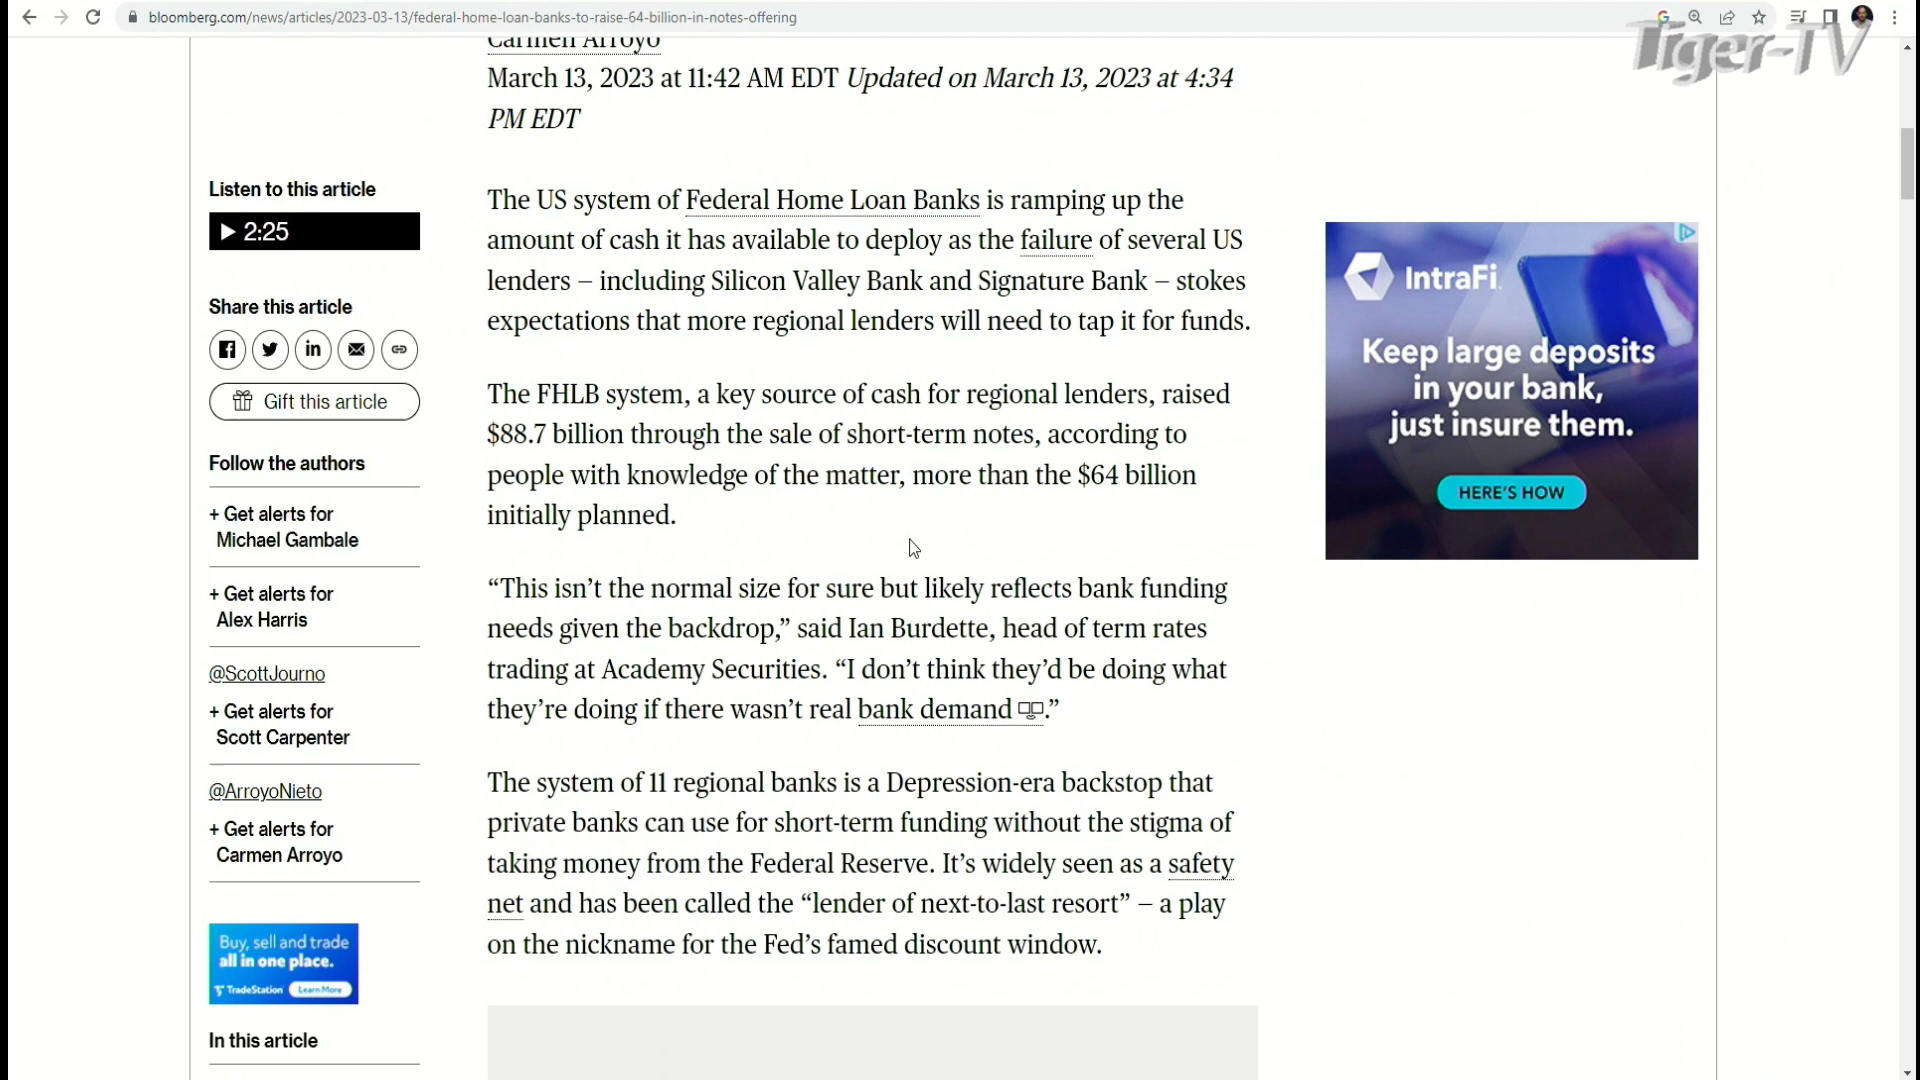 bloomberg.com/news/articles/2023-03-13/federal-home-loan-banks-to-raise-64-billion-in-notes-offering
Tiger-TV
Carmen Arroyo
March 13, 2023 at 11:42 AM EDT Updated on March 13, 2023 at 4:34
PM EDT
Listen to this article
2:25
Share this article
Gift this article
Follow the authors
+ Get alerts for
Michael Gambale
+ Get alerts for
Alex Harris
@ScottJourno
+ Get alerts for
Scott Carpenter
@ArroyoNieto
+ Get alerts for
Carmen Arroyo
Buy, sell and trade
all in one place.
TradeStation Learn More
In this article
The US system of Federal Home Loan Banks is ramping up the
amount of cash it has available to deploy as the failure of several US
lenders – including Silicon Valley Bank and Signature Bank – stokes
expectations that more regional lenders will need to tap it for funds.
The FHLB system, a key source of cash for regional lenders, raised
$88.7 billion through the sale of short-term notes, according to
people with knowledge of the matter, more than the $64 billion
initially planned.
“This isn’t the normal size for sure but likely reflects bank funding
needs given the backdrop,” said Ian Burdette, head of term rates
trading at Academy Securities. “I don’t think they’d be doing what
they’re doing if there wasn’t real bank demand.”
The system of 11 regional banks is a Depression-era backstop that
private banks can use for short-term funding without the stigma of
taking money from the Federal Reserve. It’s widely seen as a safety
net and has been called the “lender of next-to-last resort” – a play
on the nickname for the Fed’s famed discount window.
IntraFi.
Keep large deposits
in your bank,
just insure them.
HERE'S HOW